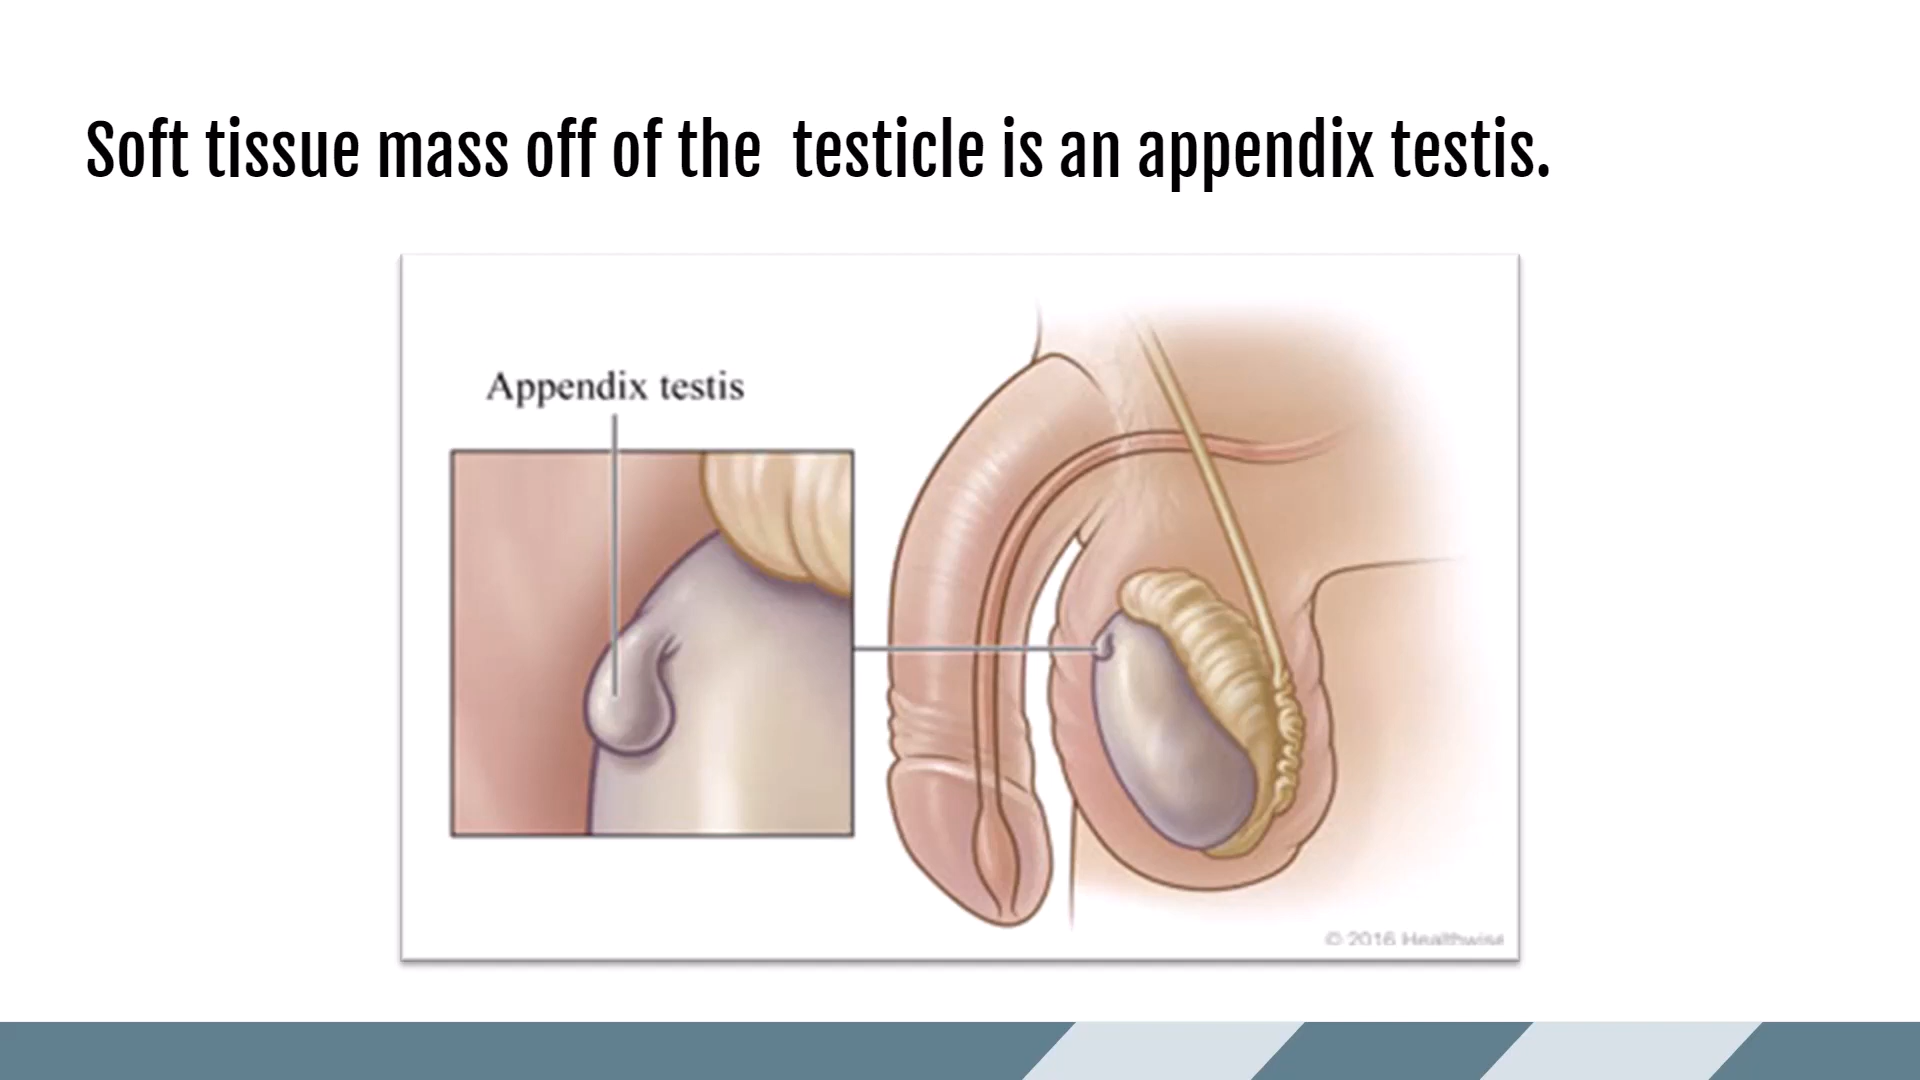 Soft tissue mass off of the  testicle is an appendix testis.
Appendix testis
© 2016 Healthwise